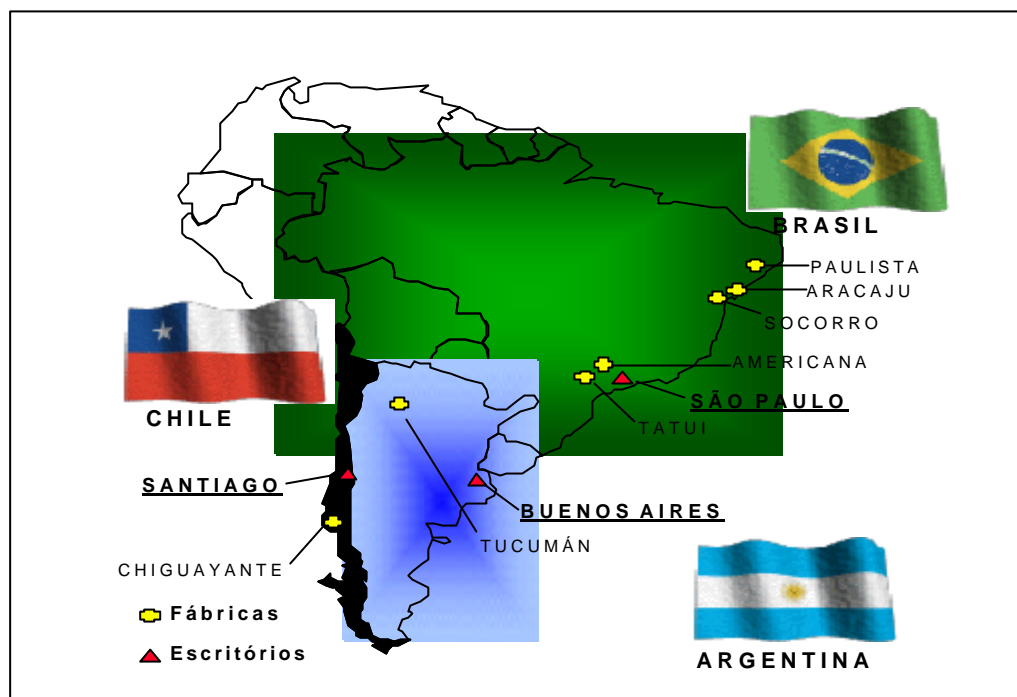 BRASIL
PAULISTA
ARACAJU
SOCORRO
AMERICANA
SÃO PAULO
TATUI
CHILE
SANTIAGO
BUENOS AIRES
TUCUMÁN
CHIGUAYANTE
Fábricas
Escritórios
ARGENTINA